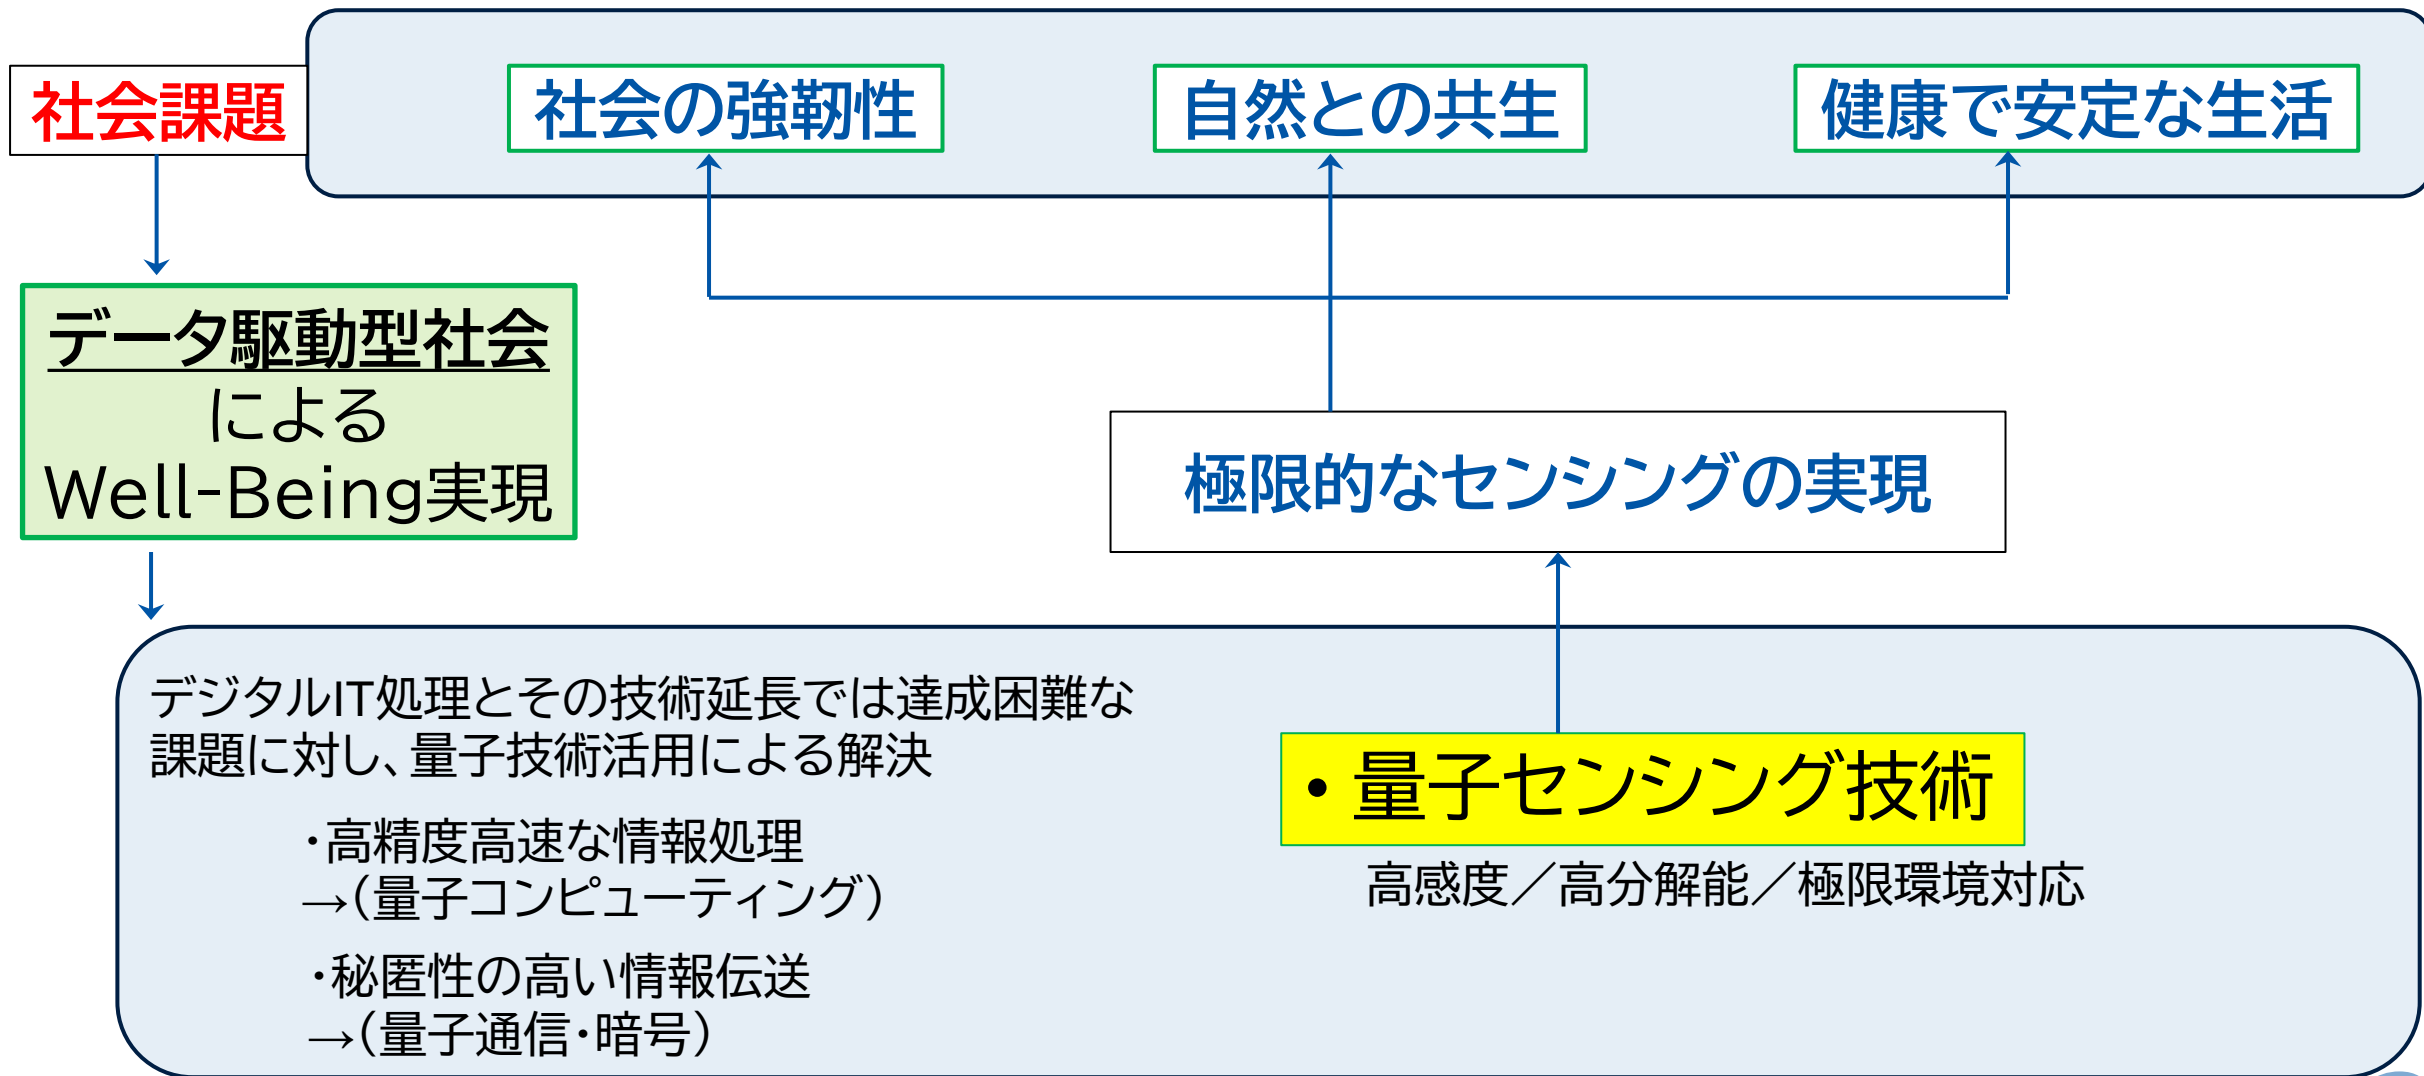 社会課題
社会の強靭性
自然との共生
健康で安定な生活
データ駆動型社会
による
Well-Being実現
極限的なセンシングの実現
デジタルIT処理とその技術延長では達成困難な
課題に対し、量子技術活用による解決
・高精度高速な情報処理
→（量子コンピューティング）
・秘匿性の高い情報伝送
→（量子通信・暗号）
• 量子センシング技術
高感度／高分解能／極限環境対応